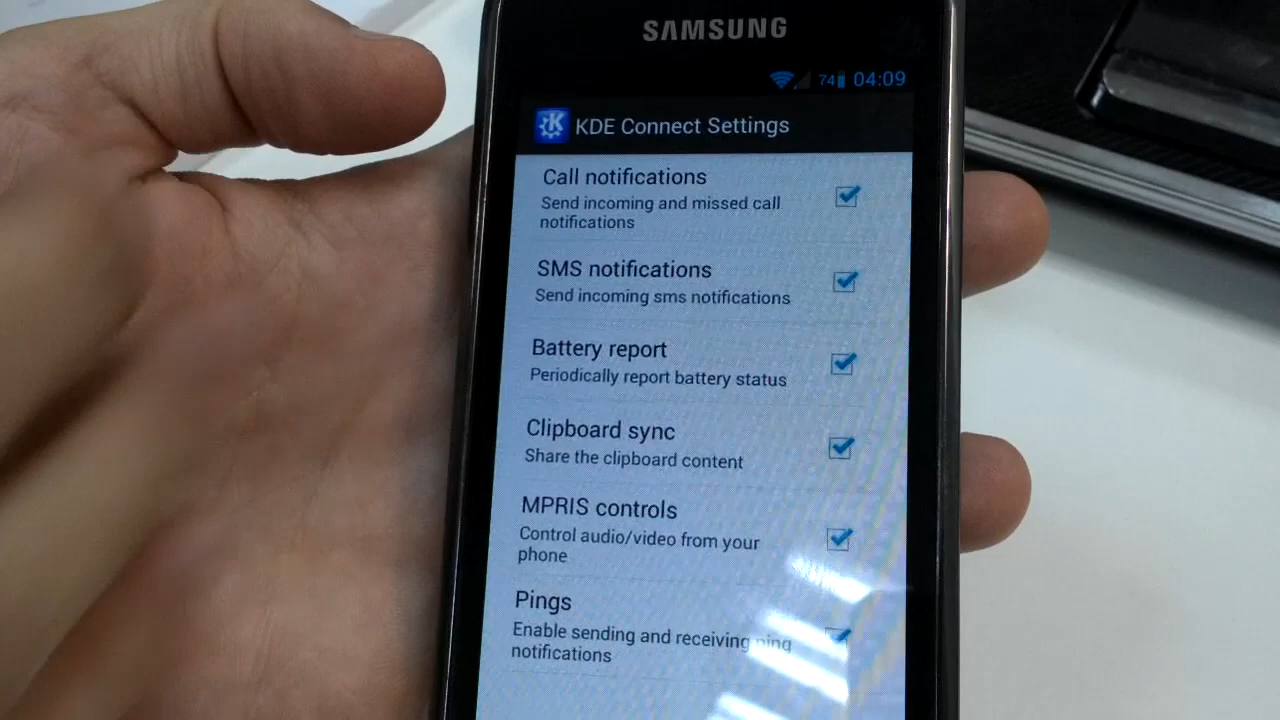 SAMSUNG
74 04:09
KDE Connect Settings
Call notifications
Send incoming and missed call
notifications
SMS notifications
Send incoming sms notifications
Battery report
Periodically report battery status
Clipboard sync
Share the clipboard content
MPRIS controls
Control audio/video from your
phone
Pings
Enable sending and receiving ping
notifications